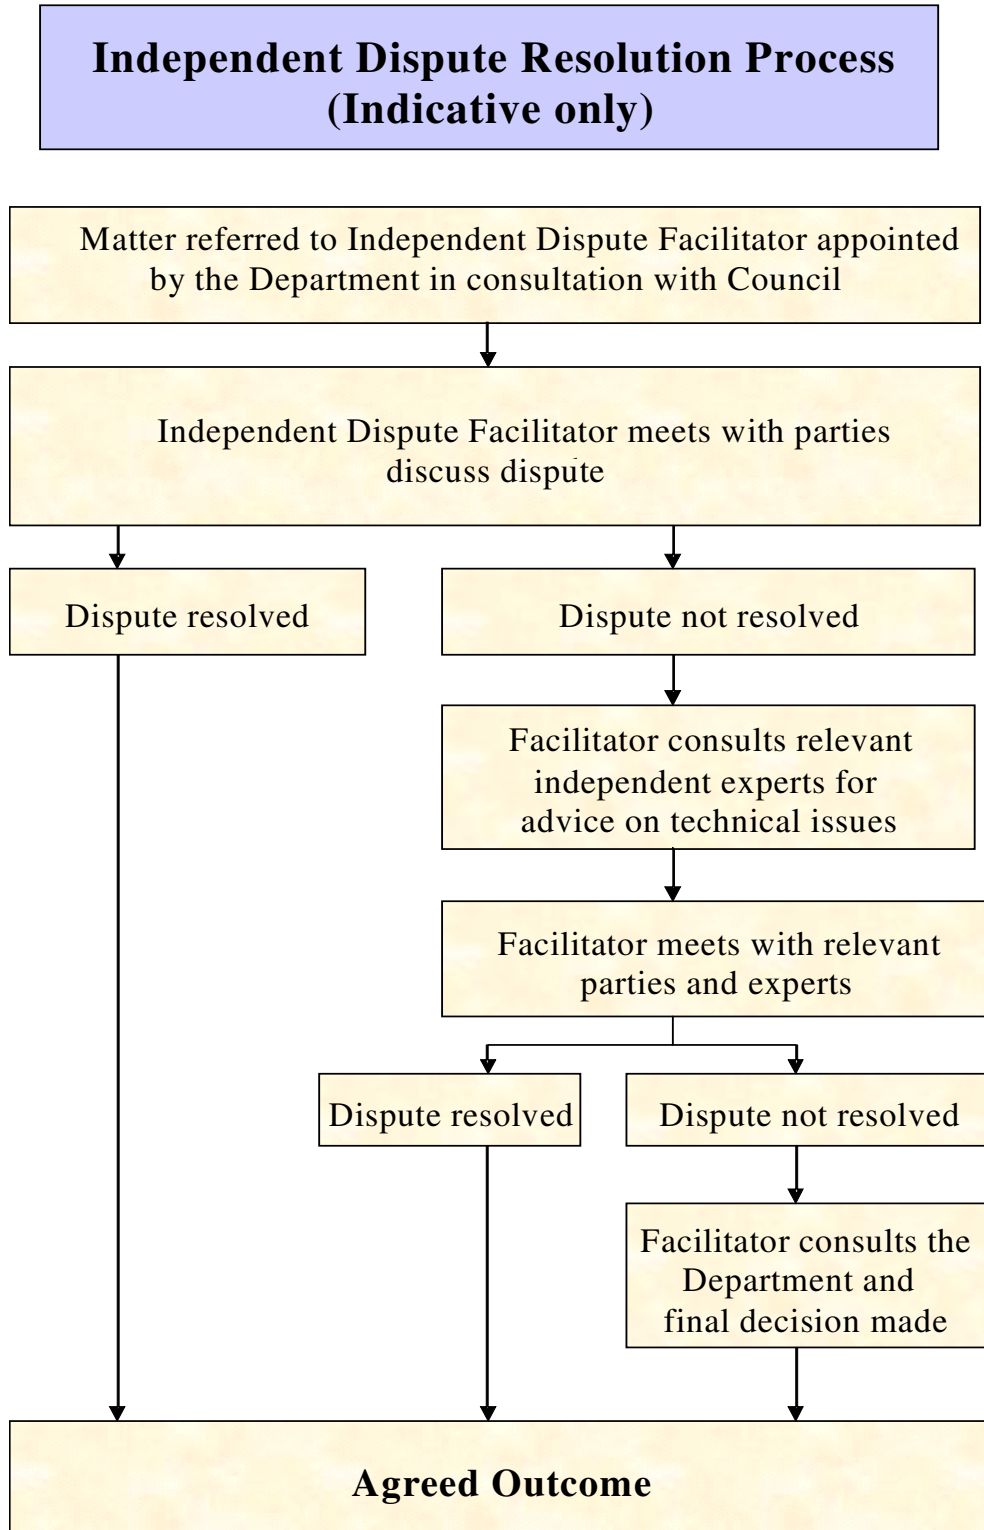 Independent Dispute Resolution Process
(Indicative only)
Matter referred to Independent Dispute Facilitator appointed
by the Department in consultation with Council
Independent Dispute Facilitator meets with parties
discuss dispute
Dispute resolved
Dispute not resolved
Facilitator consults relevant
independent experts for
advice on technical issues
Facilitator meets with relevant
parties and experts
Dispute resolved
Dispute not resolved
Facilitator consults the
Department and
final decision made
Agreed Outcome